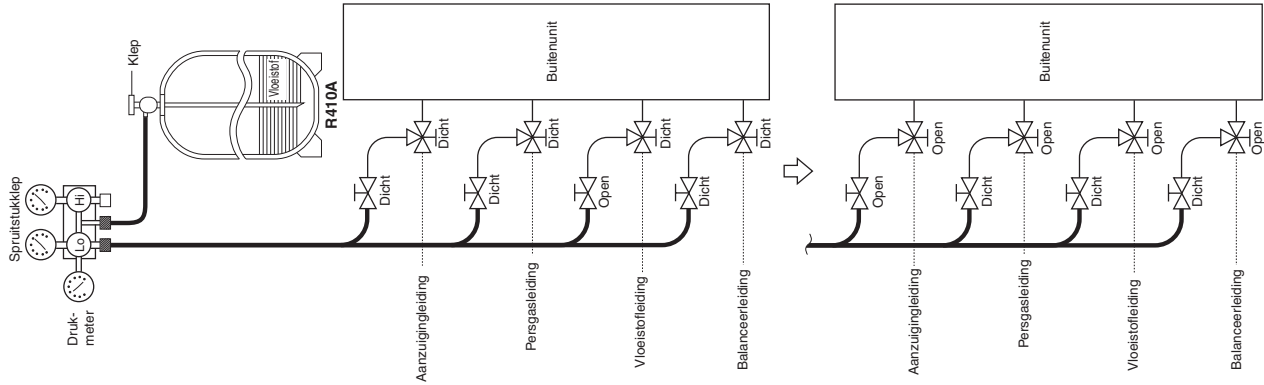 Spruitstukklep
Druk-
meter
Lo
Hi
Klep
Vloeistof
R410A
Aanzuigingleiding
Dicht
Dicht
Persgasleiding
Dicht
Dicht
Vloeistofleiding
Open
Dicht
Balanceerleiding
Dicht
Dicht
Buitenunit
Aanzuigingleiding
Open
Open
Persgasleiding
Dicht
Open
Vloeistofleiding
Dicht
Open
Balanceerleiding
Dicht
Open
Buitenunit